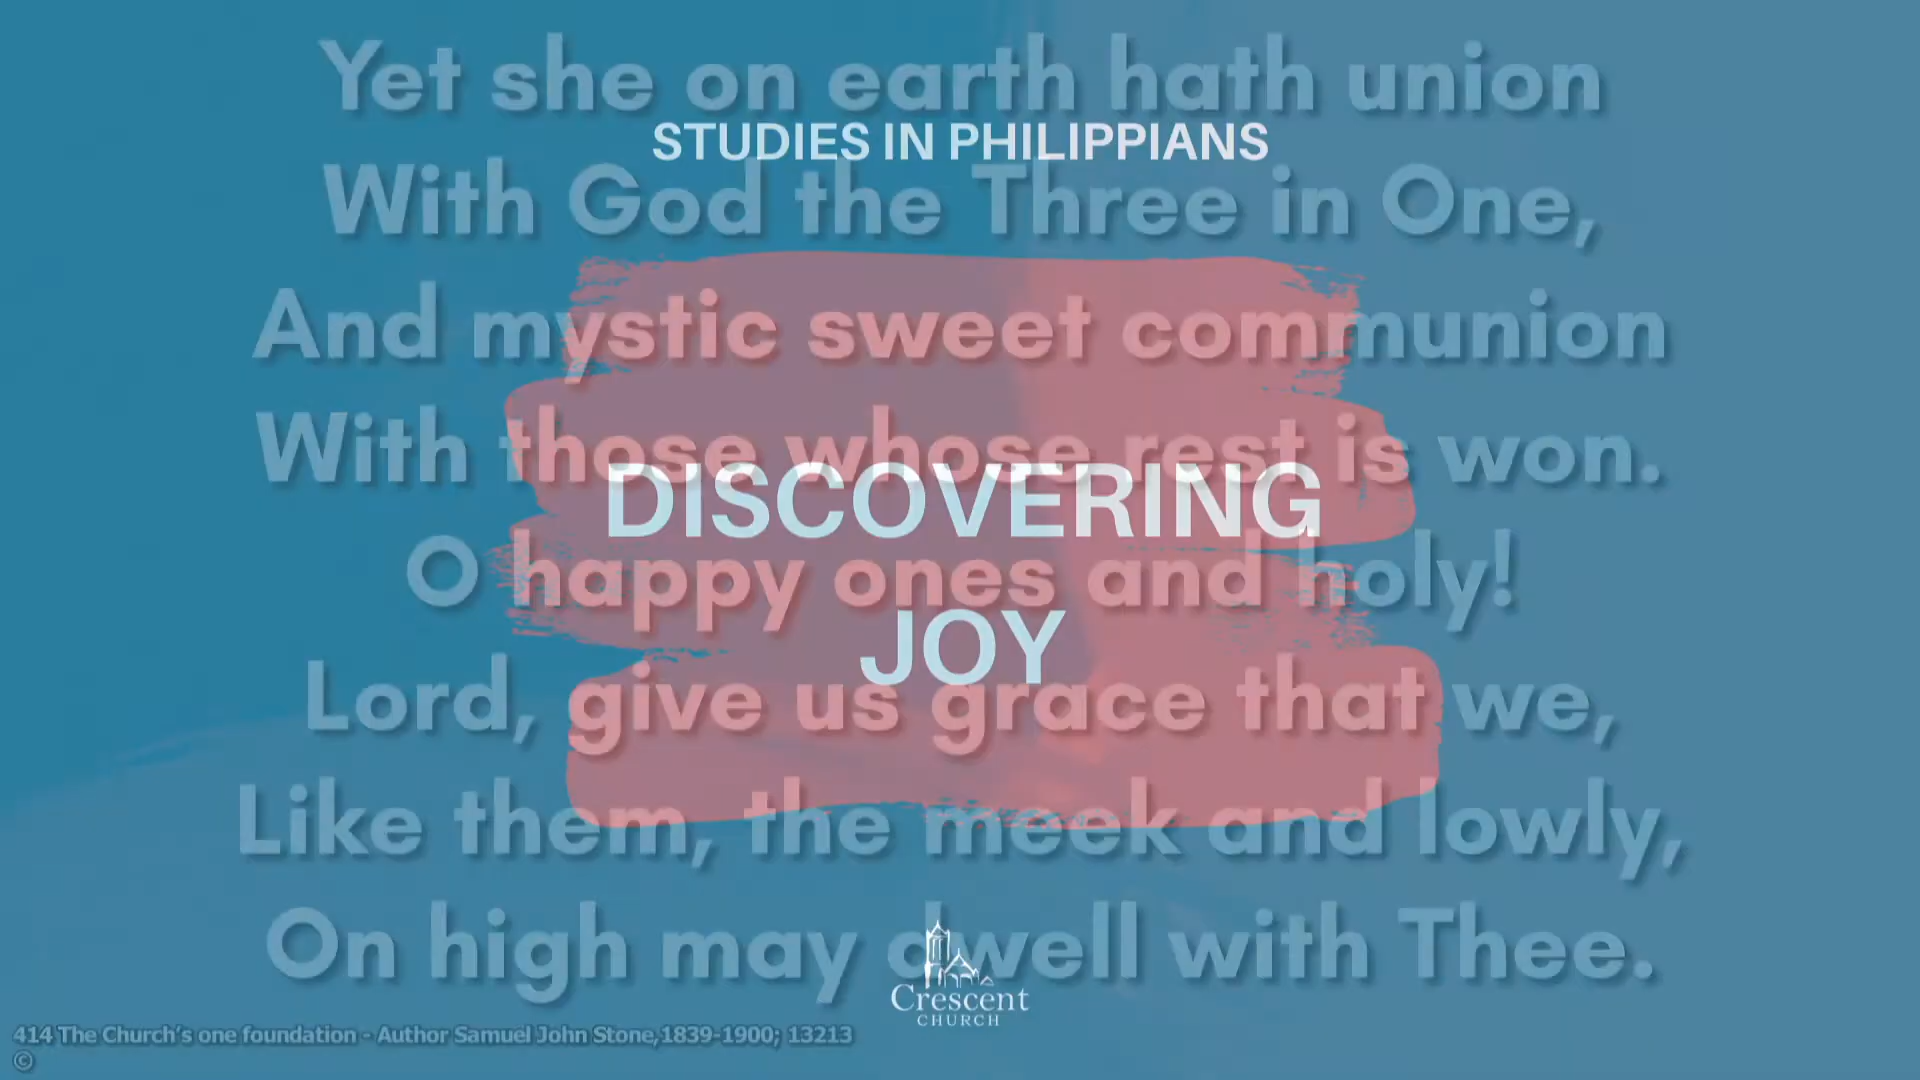 Yet she on earth hath union
STUDIES IN PHILIPPIANS
With God the Three in One,
And mystic sweet communion
With those whose rest is won.
DISCOVERING
O happy ones and holy!
JOY
Lord, give us grace that we,
Like them, the meek and lowly,
On high may dwell with Thee.
Crescent
CHURCH
414 The Church's one foundation - Author Samuel John Stone,1839-1900; 13213
©